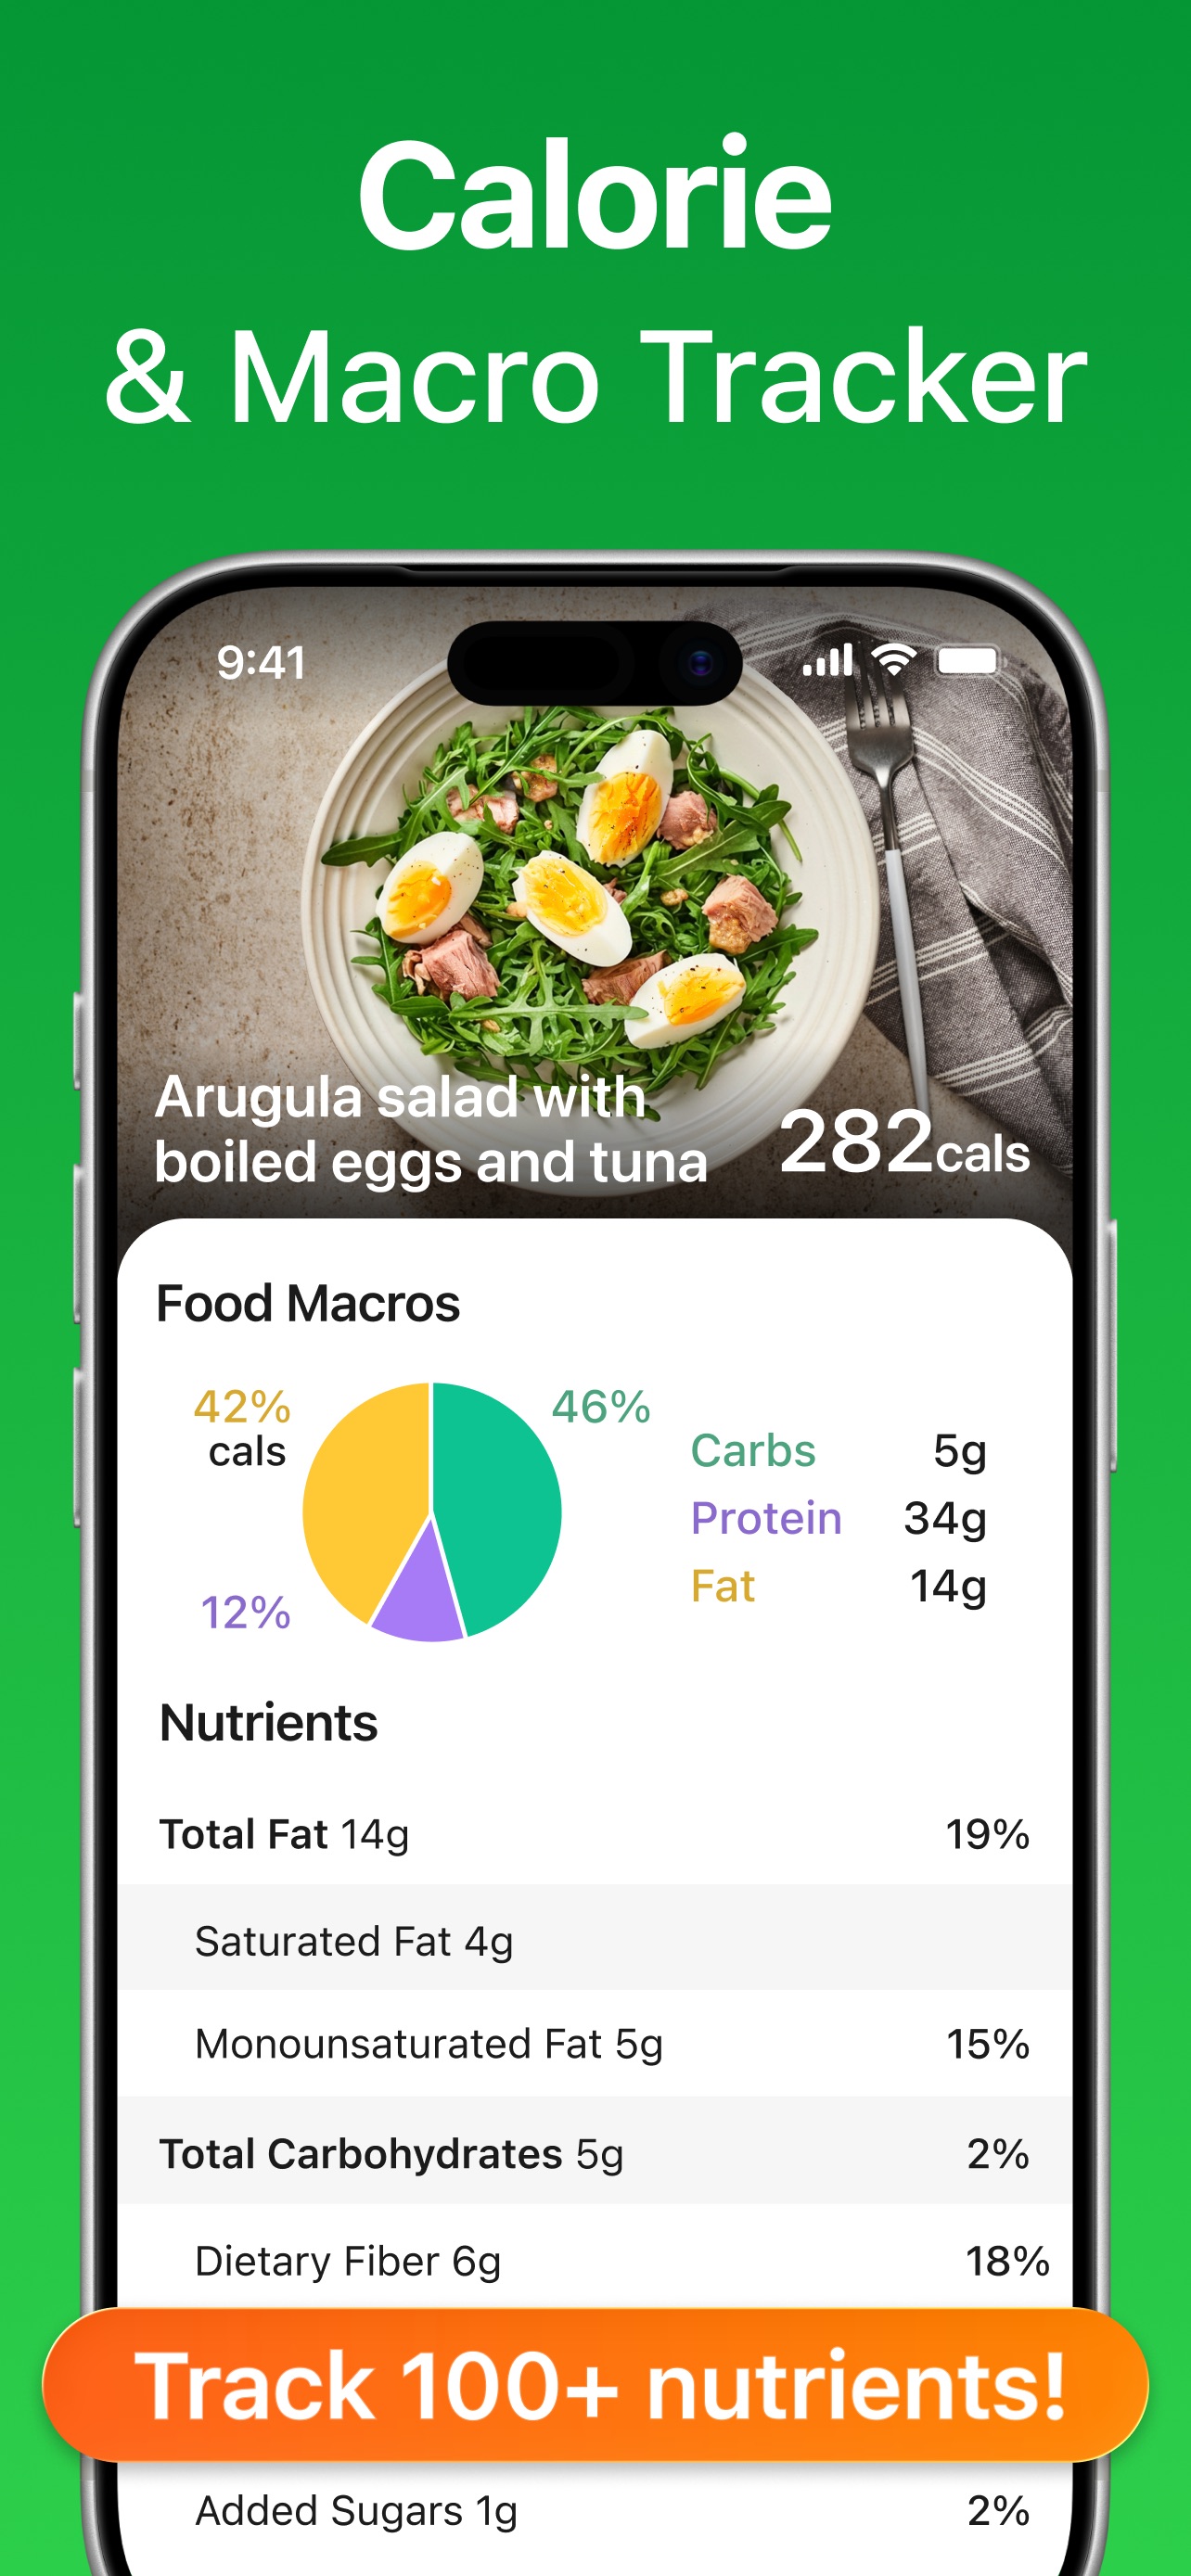 Calorie
& Macro Tracker
9:41
Arugula salad with
boiled eggs and tuna
282cals
Food Macros
42%
cals
46%
12%
Carbs 5g
Protein 34g
Fat 14g
Nutrients
Total Fat 14g 19%
Saturated Fat 4g
Monounsaturated Fat 5g 15%
Total Carbohydrates 5g 2%
Dietary Fiber 6g 18%
Track 100+ nutrients!
Added Sugars 1g 2%